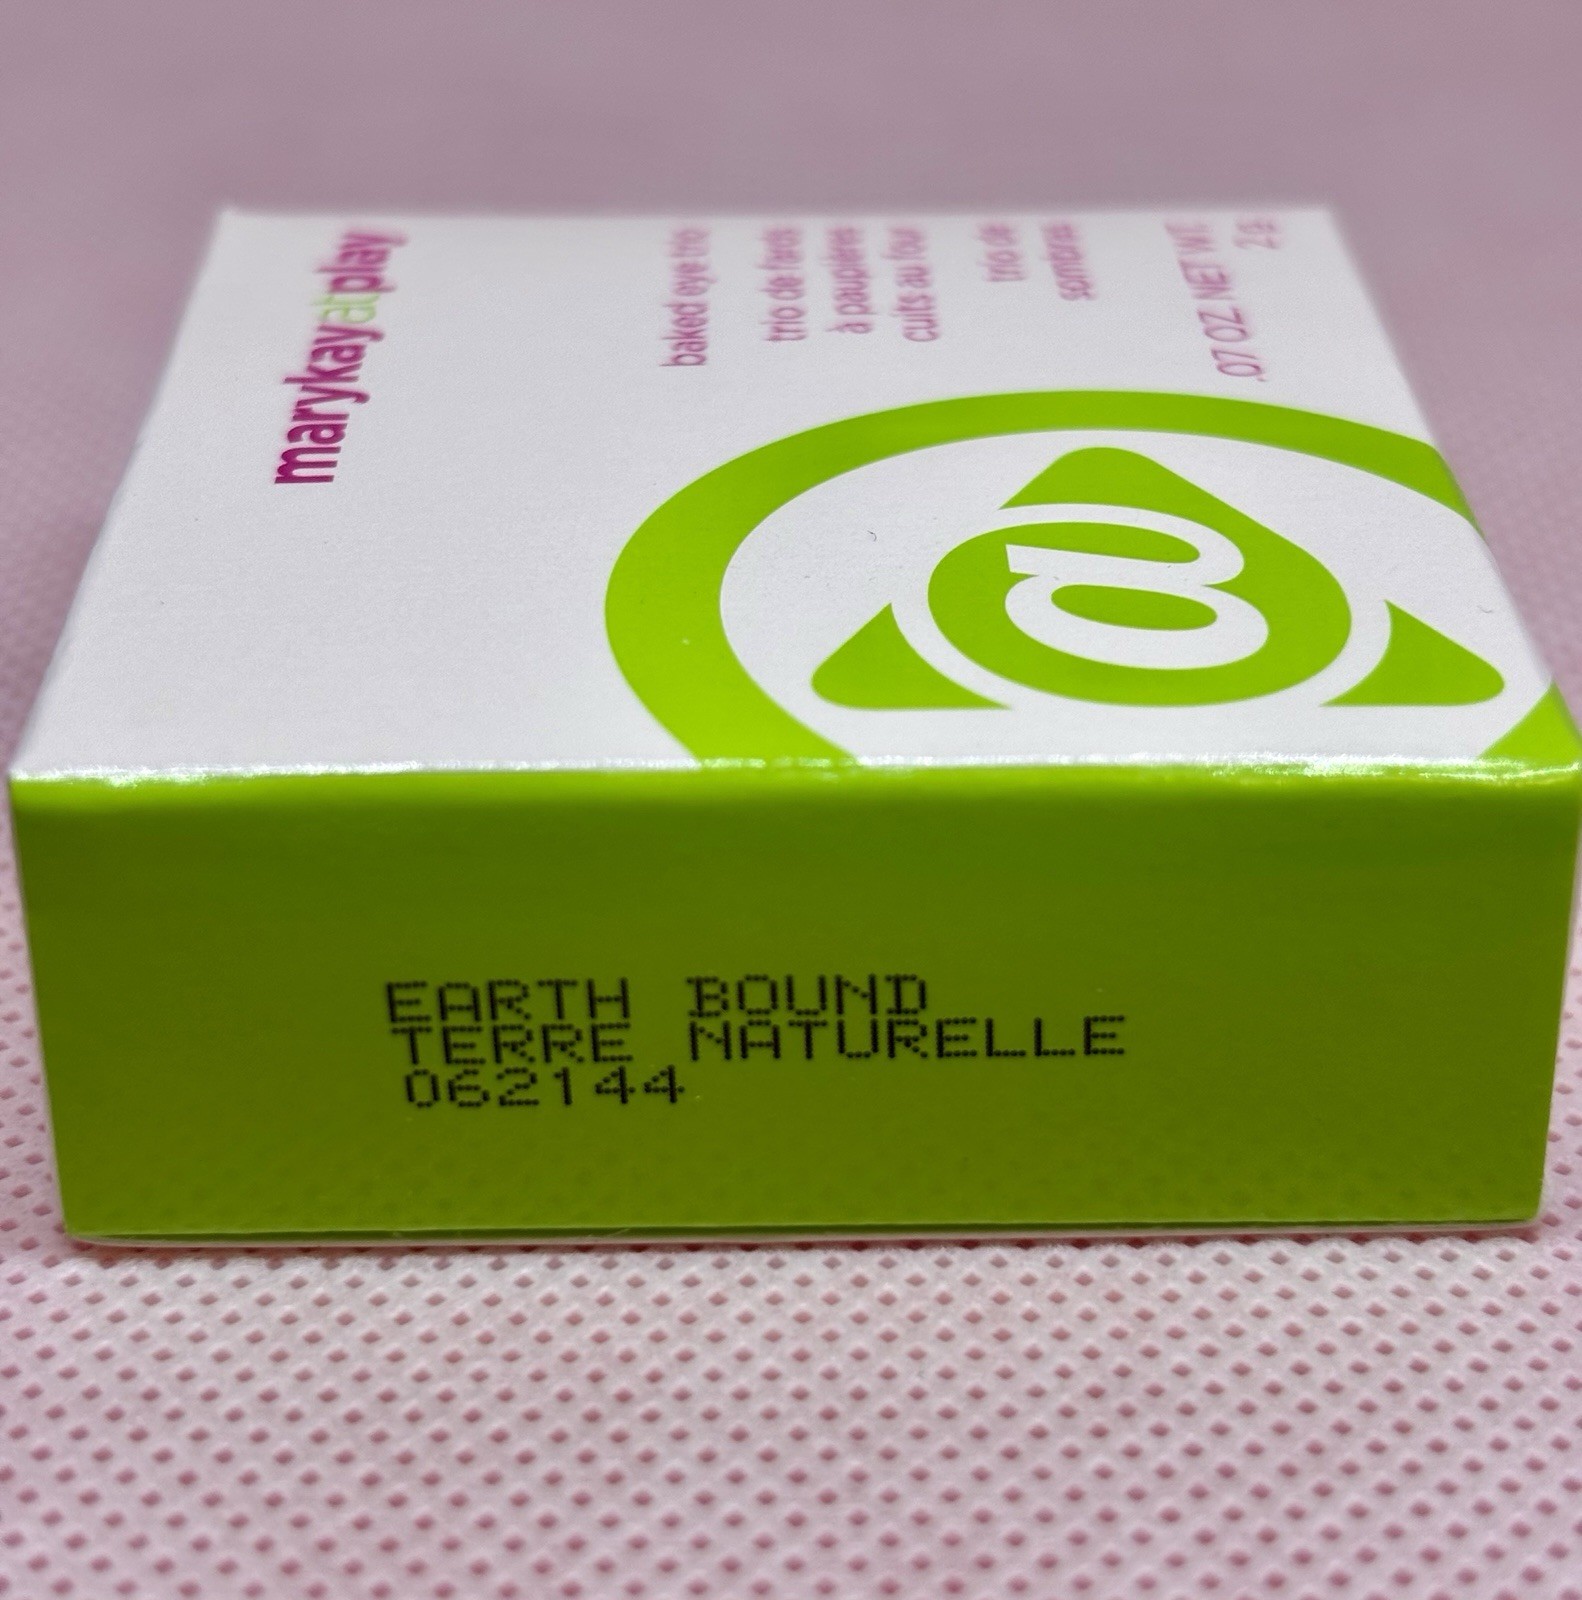 marykayatplay
baked eye trio
trio de fards
à paupières
cuits au four
trio de
sombras
.07 OZ. NET WT.
2 g
a
EARTH BOUND
TERRE NATURELLE
062144